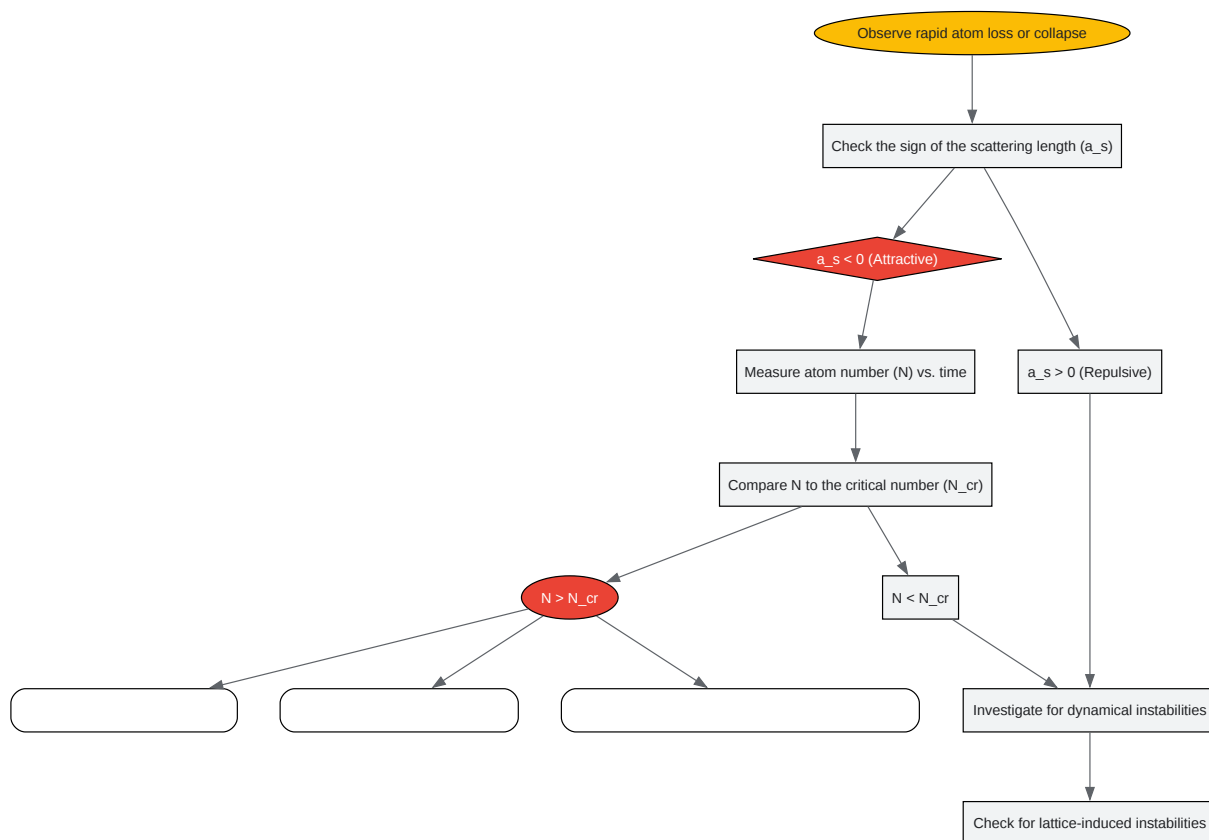 Observe rapid atom loss or collapse
Check the sign of the scattering length (a_s)
a_s < 0 (Attractive)
Measure atom number (N) vs. time
a_s > 0 (Repulsive)
Compare N to the critical number (N_cr)
N > N_cr
N < N_cr
Investigate for dynamical instabilities
Check for lattice-induced instabilities